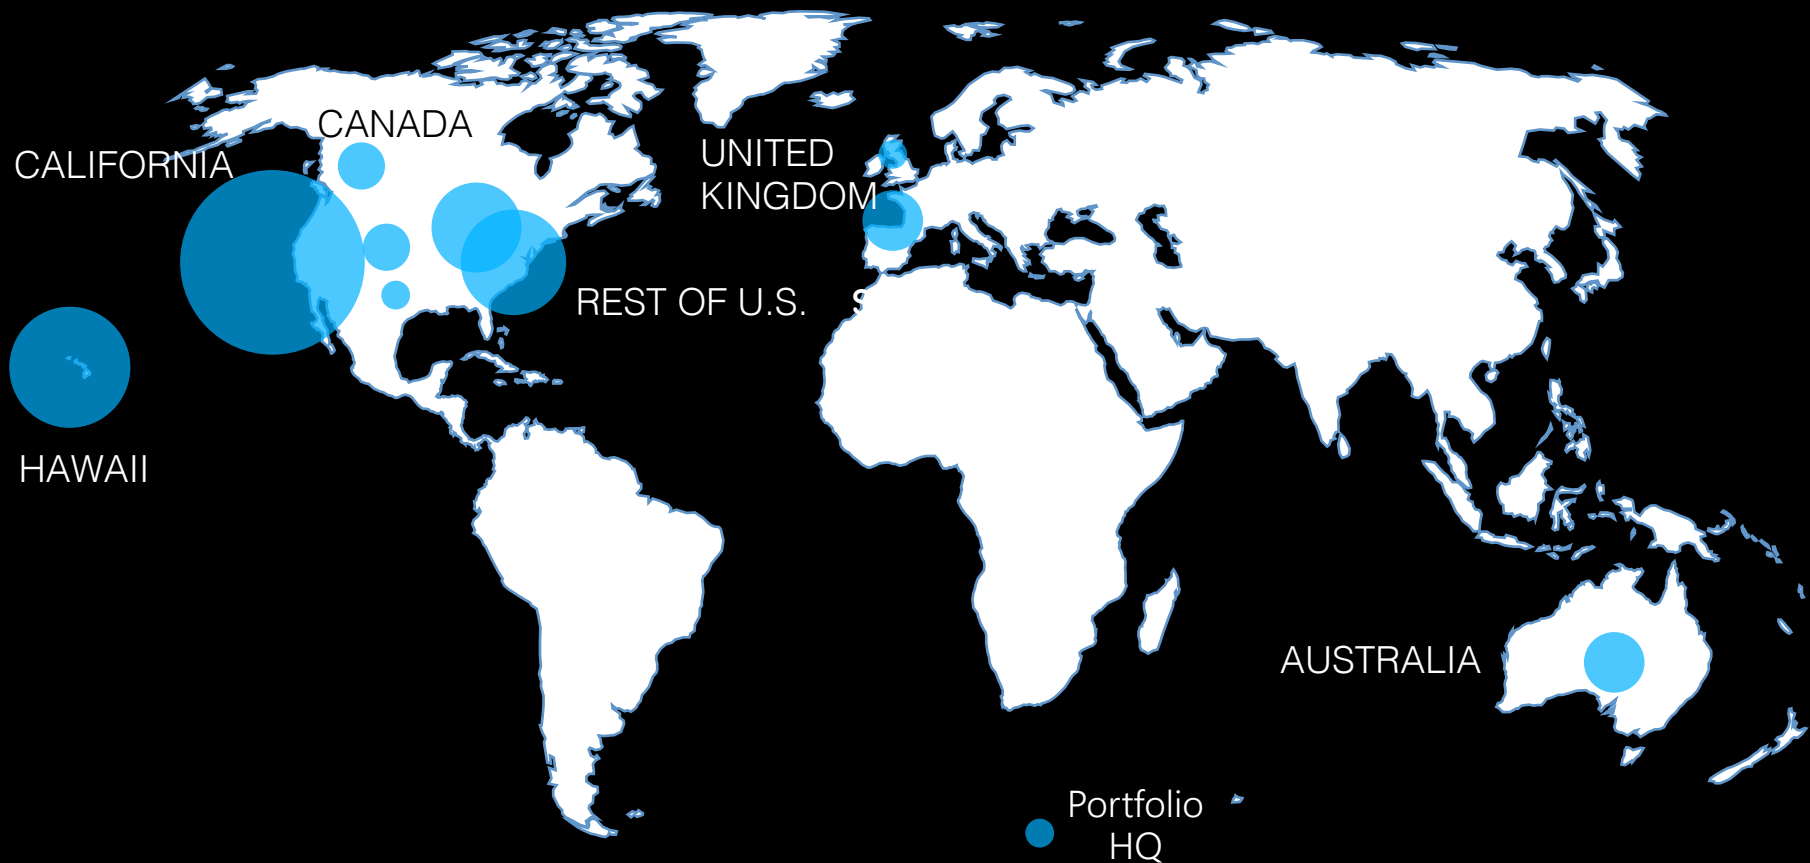 CANADA
CALIFORNIA
UNITED
KINGDOM
REST OF U.S.
HAWAII
AUSTRALIA
Portfolio
HQ